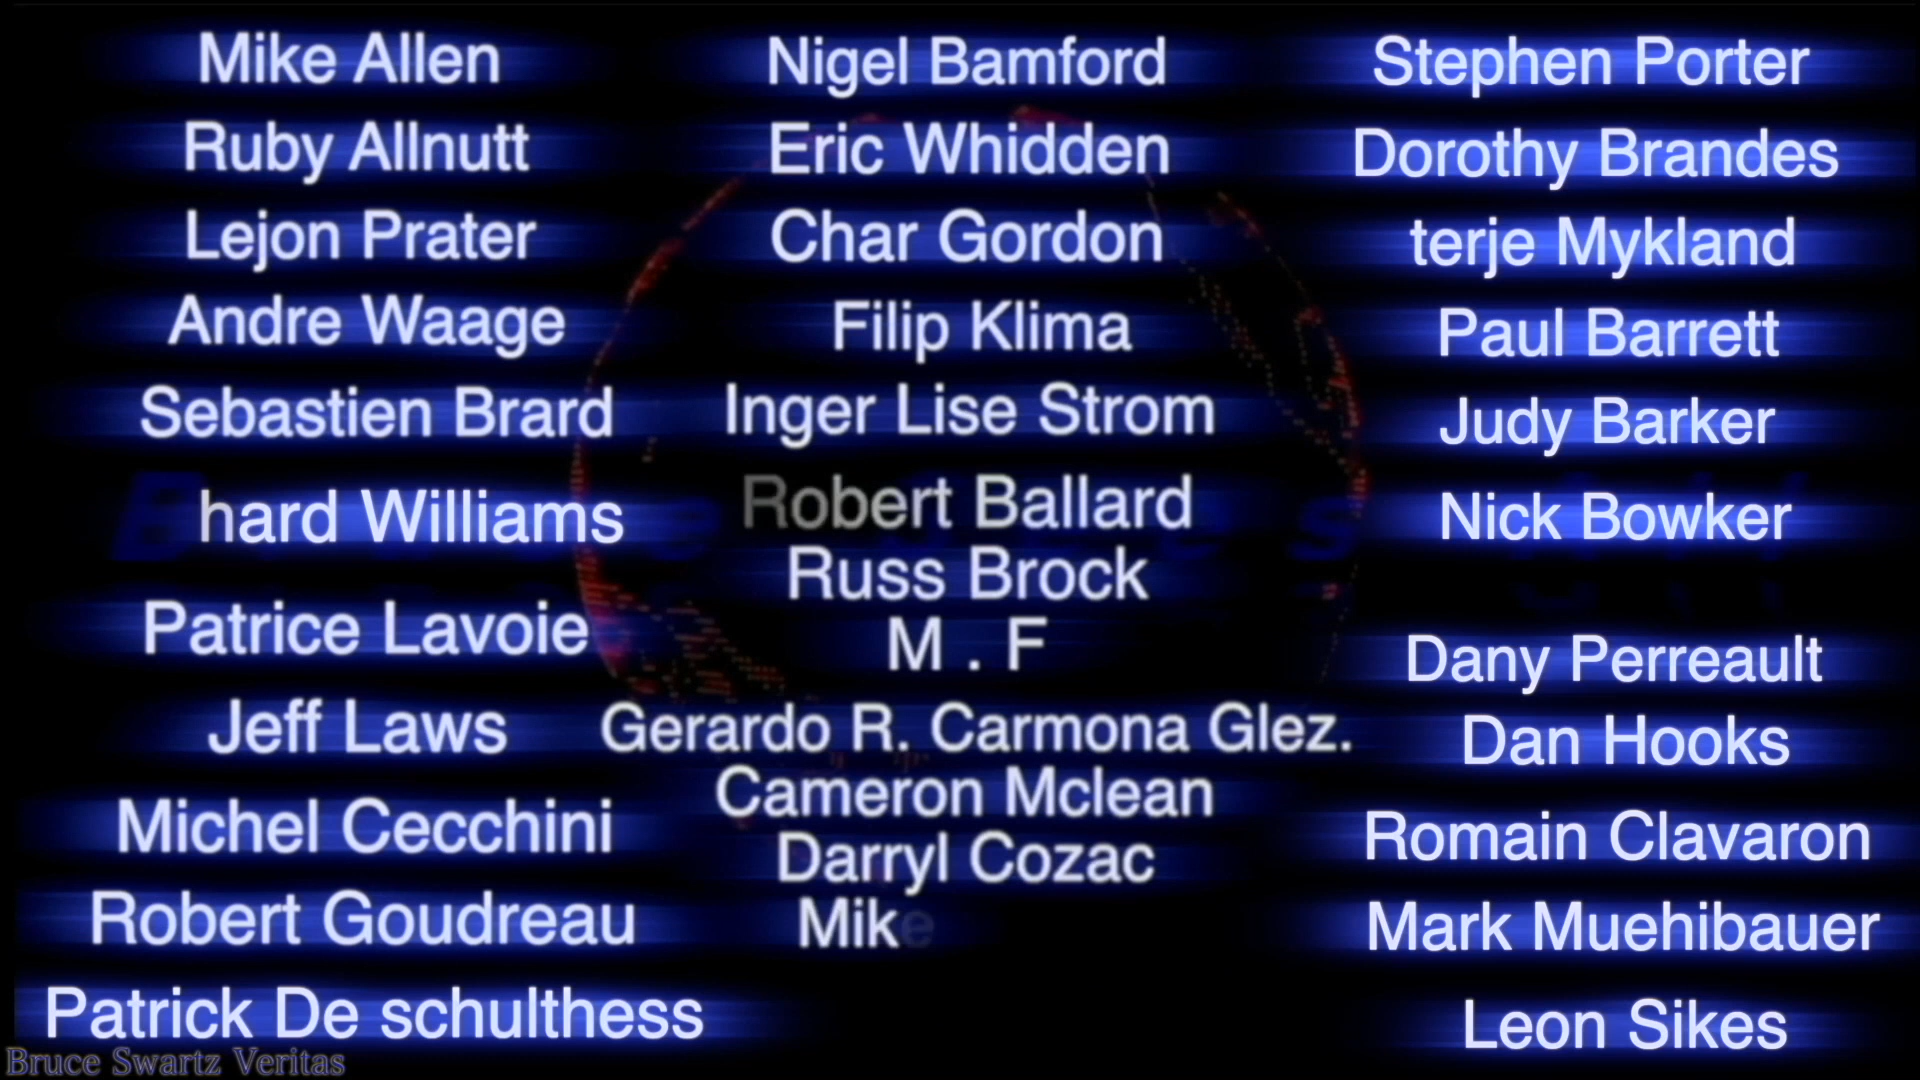 Mike Allen
Ruby Allnutt
Lejon Prater
Andre Waage
Sebastien Brard
hard Williams
Patrice Lavoie
Jeff Laws
Michel Cecchini
Robert Goudreau
Patrick De schulthess
Nigel Bamford
Eric Whidden
Char Gordon
Filip Klima
Inger Lise Strom
Robert Ballard
Russ Brock
M . F
Gerardo R. Carmona Glez.
Cameron Mclean
Darryl Cozac
Mike
Stephen Porter
Dorothy Brandes
terje Mykland
Paul Barrett
Judy Barker
Nick Bowker
Dany Perreault
Dan Hooks
Romain Clavaron
Mark Muehibauer
Leon Sikes
Bruce Swartz Veritas